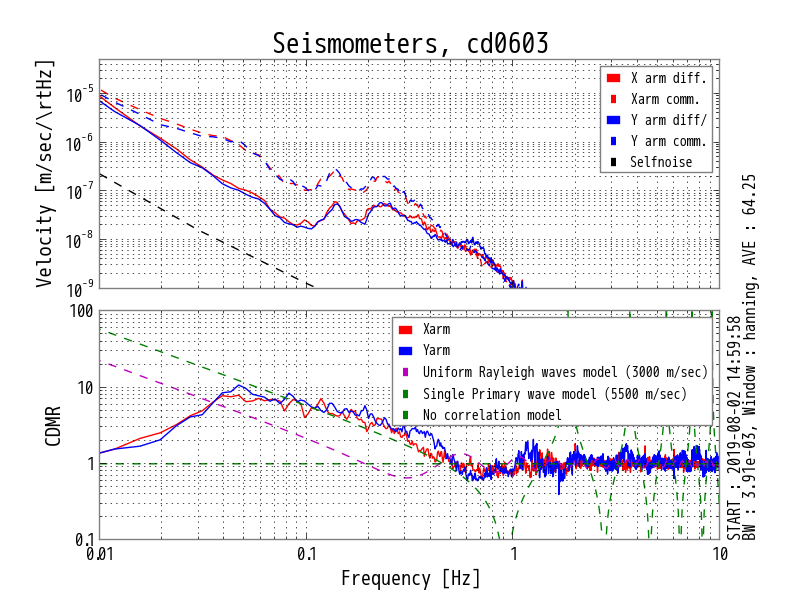 Seismometers, cd0603
Velocity [m/sec/\rtHz]
10^-5
10^-6
10^-7
10^-8
10^-9
X arm diff.
Xarm comm.
Y arm diff/
Y arm comm.
Selfnoise
CDMR
100
10
1
0.1
Xarm
Yarm
Uniform Rayleigh waves model (3000 m/sec)
Single Primary wave model (5500 m/sec)
No correlation model
0.01
0.1
1
10
Frequency [Hz]
START : 2019-08-02 14:59:58
BW : 3.91e-03, Window : hanning, AVE : 64.25